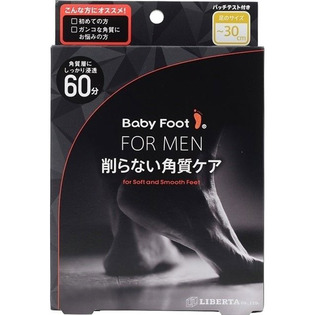 こんな方にオススメ!
初めての方
ガンコな角質に
お悩みの方
パッチテスト付き
足のサイズ
~30cm
角質層に
しっかり浸透
60分
Baby Foot®
FOR MEN
削らない角質ケア
for Soft and Smooth Feet
LIBERTA Co., Ltd.